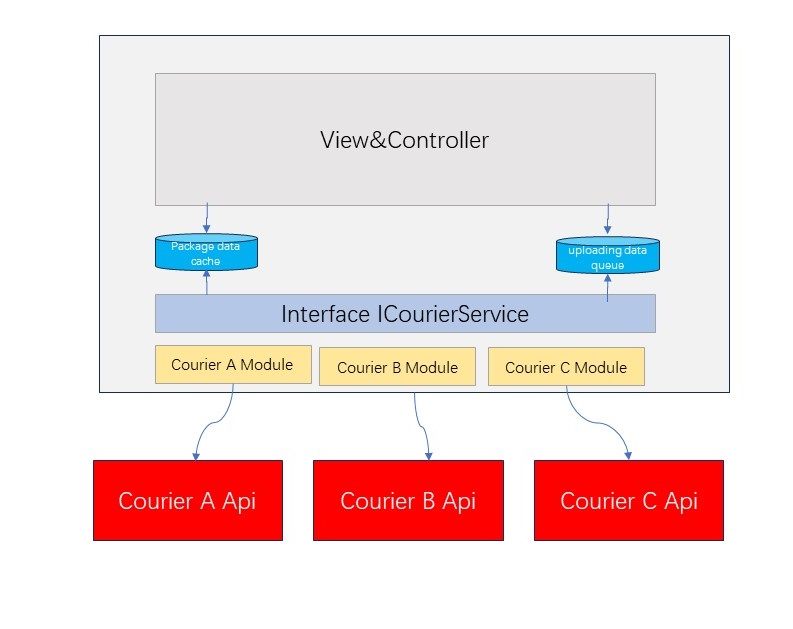 View&Controller
Package data
cache
uploading data
queue
Interface ICourierService
Courier A Module
Courier B Module
Courier C Module
Courier A Api
Courier B Api
Courier C Api